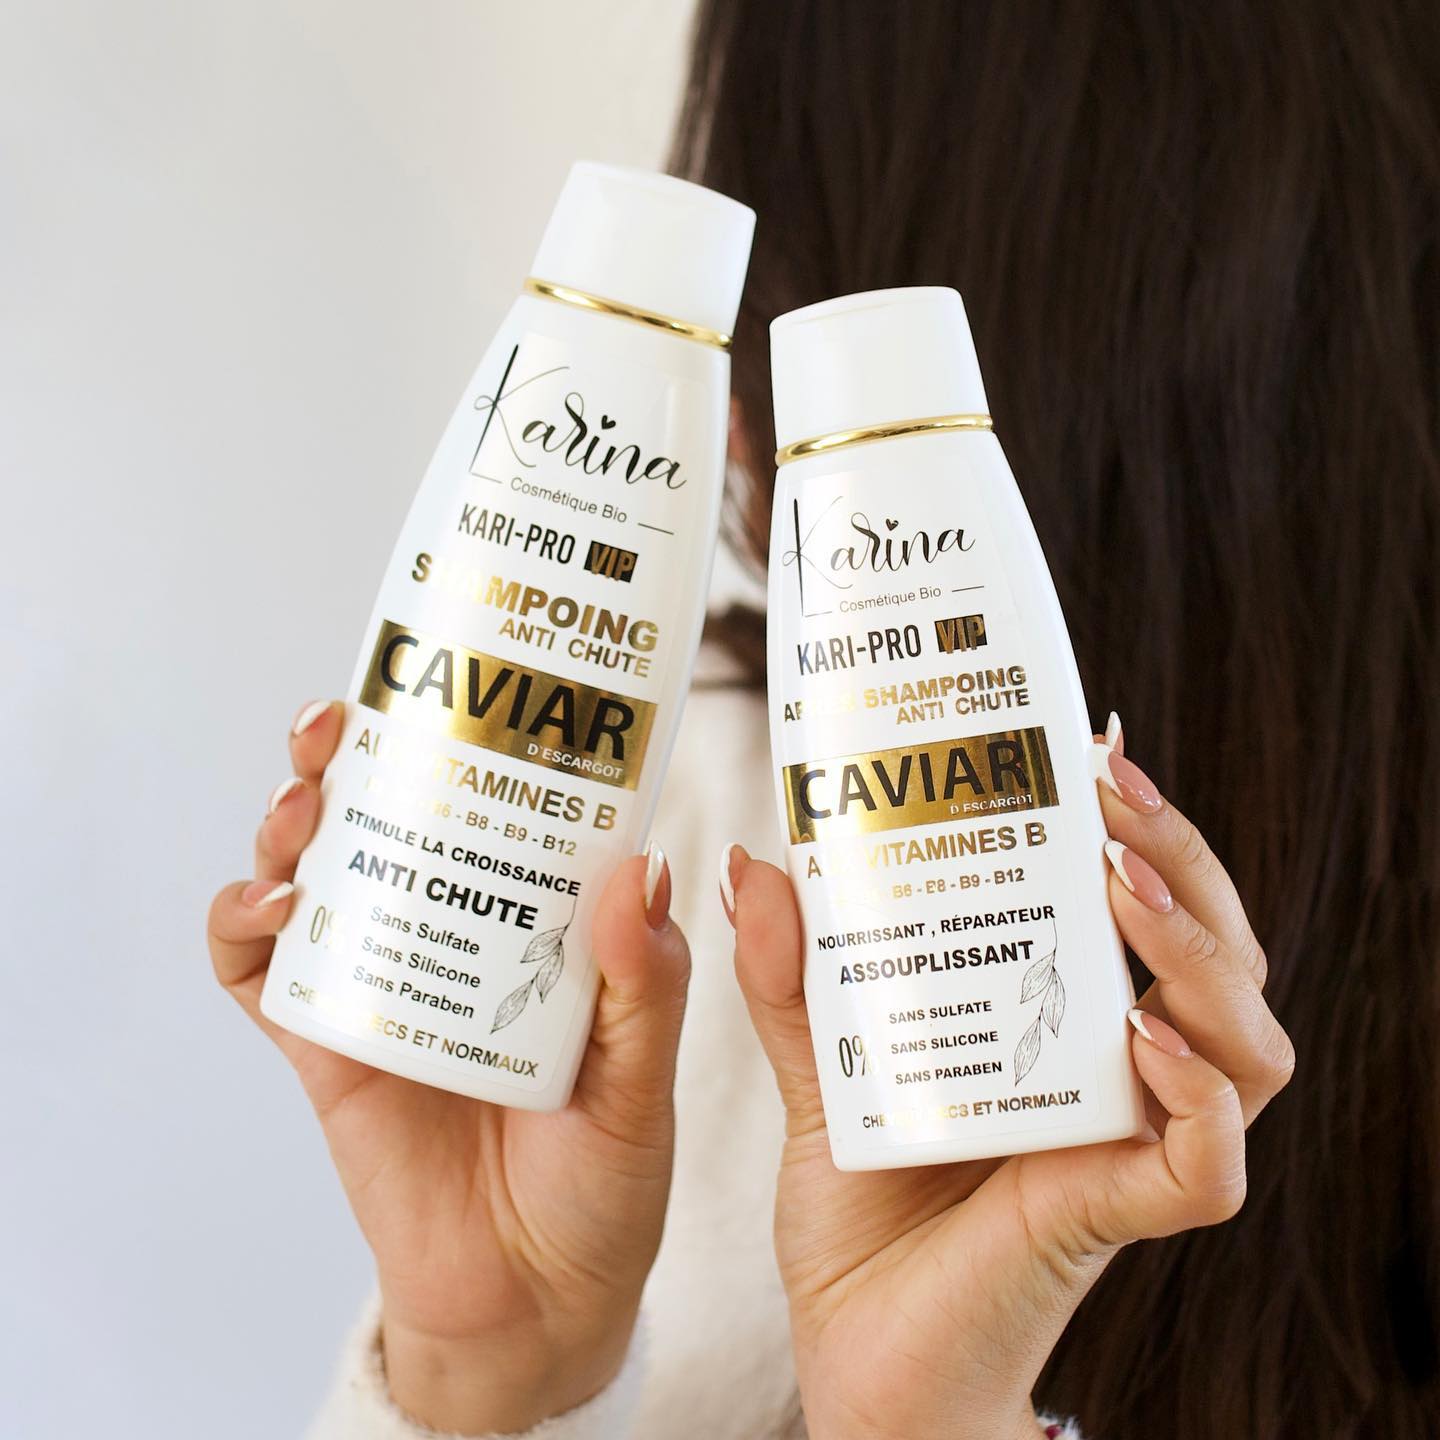 Karina
Cosmétique Bio
KARI-PRO VIP
SHAMPOING
ANTI CHUTE
CAVIAR
D'ESCARGOT
VITAMINES B
B6 - B8 - B9 - B12
STIMULE LA CROISSANCE
ANTI CHUTE
0%
Sans Sulfate
Sans Silicone
Sans Paraben
ET NORMAUX
Karina
Cosmétique Bio
KARI-PRO VIP
SHAMPOING
ANTI CHUTE
CAVIAR
D'ESCARGOT
VITAMINES B
B6 - B8 - B9 - B12
NOURRISSANT , RÉPARATEUR
ASSOUPLISSANT
0%
SANS SULFATE
SANS SILICONE
SANS PARABEN
ET NORMAUX